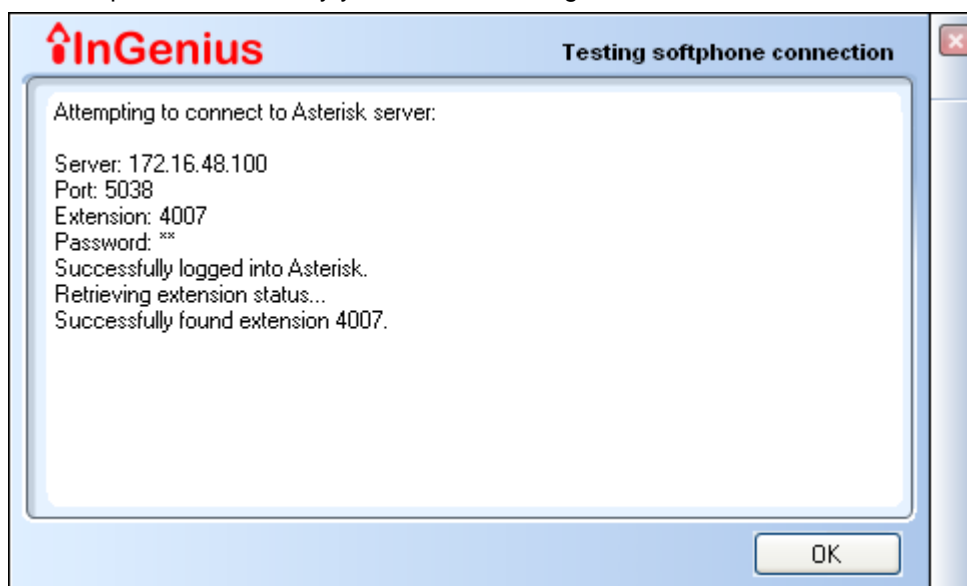 InGenius
Testing softphone connection
Attempting to connect to Asterisk server:
Server: 172.16.48.100
Port: 5038
Extension: 4007
Password: **
Successfully logged into Asterisk.
Retrieving extension status...
Successfully found extension 4007.
OK